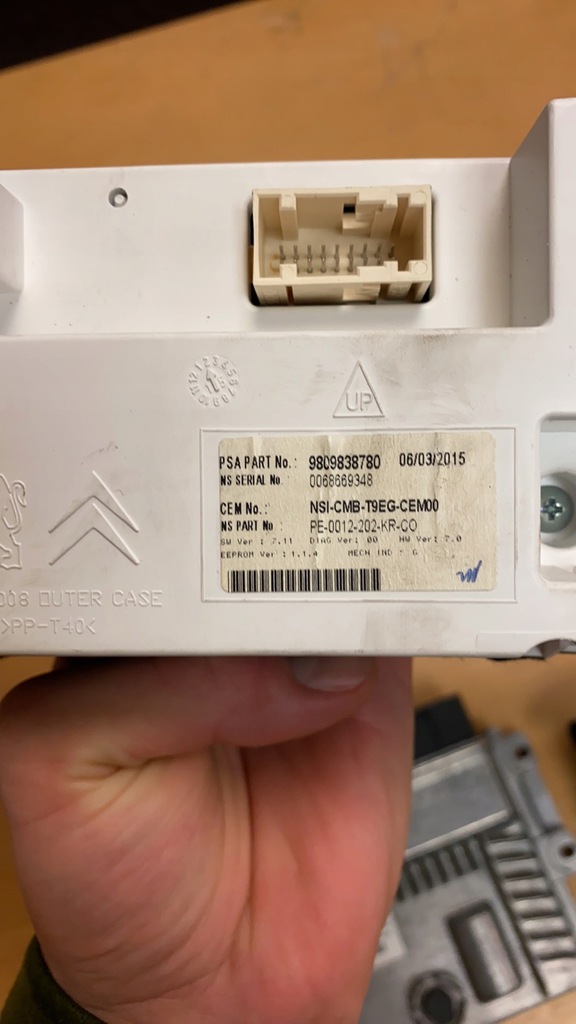 UP
PSA PART No.: 9809838780 06/03/2015
NS SERIAL No. 0068669348
CEM No.: NSI-CMB-T9EG-CEM00
NS PART No: PE-0012-202-KR-CO
SW Ver : 7.11 DIAG Ver: 00 HW Ver: 7.0
EEPROM Ver : 1.1.4 MECH IND : G
008 OUTER CASE
>PP-T40<